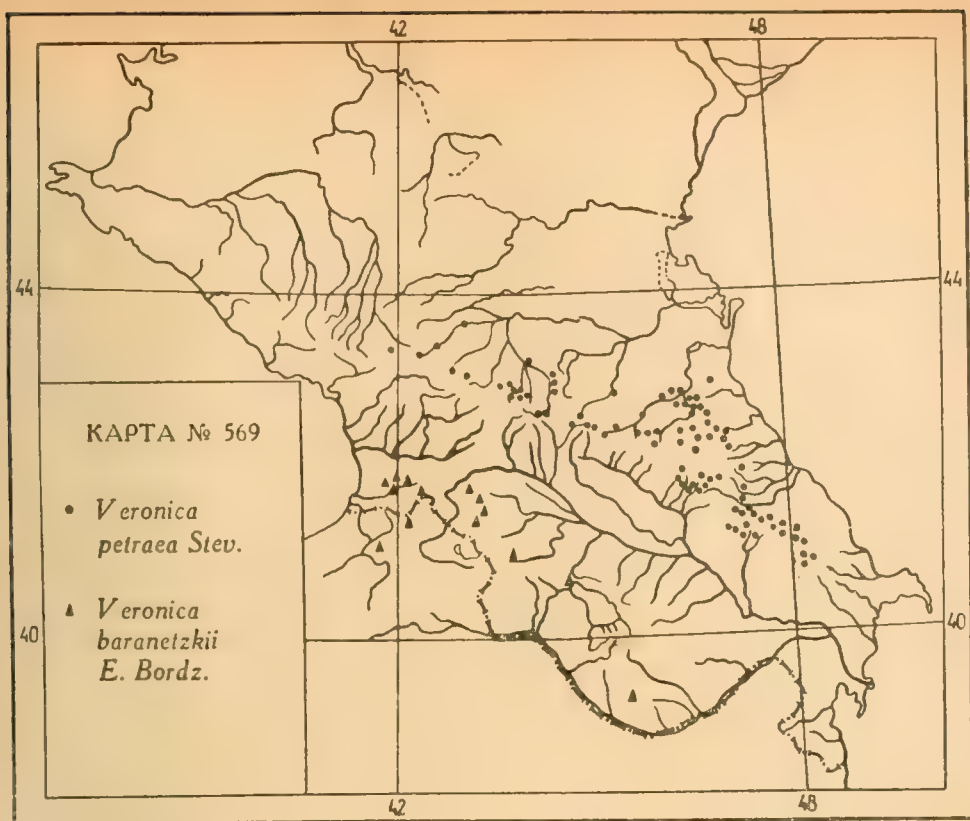 42 48
44 44
КАРТА № 569
Veronica
petraea Stev.
Veronica
baranetzkii
E. Bordz.
40 40
42 48